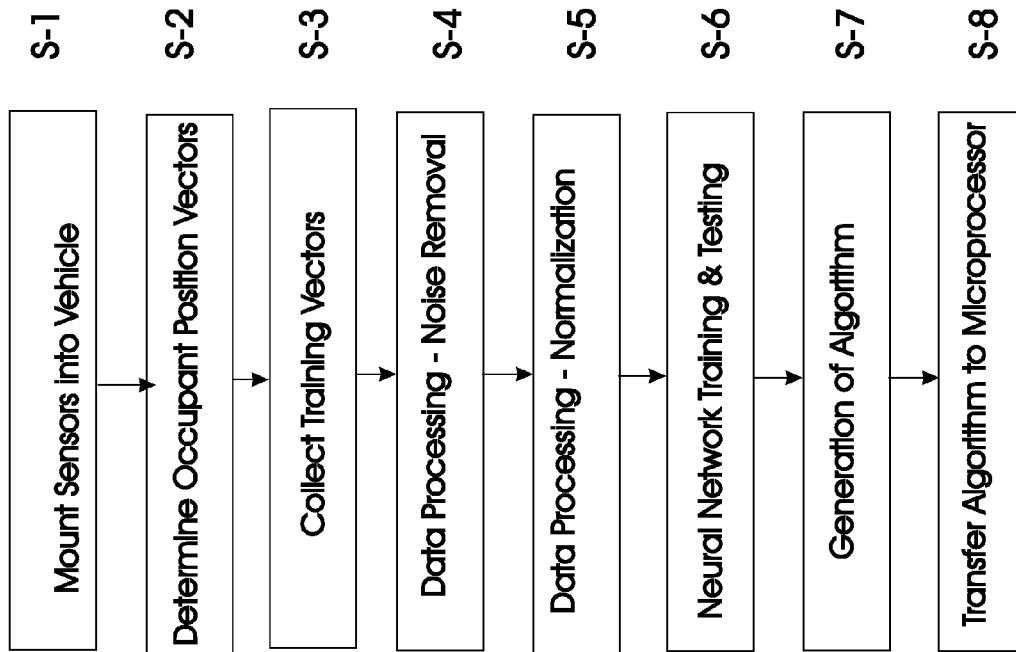 Mount Sensors into Vehicle
S-1
Determine Occupant Position Vectors
S-2
Collect Training Vectors
S-3
Data Processing - Noise Removal
S-4
Data Processing - Normalization
S-5
Neural Network Training & Testing
S-6
Generation of Algorithm
S-7
Transfer Algorithm to Microprocessor
S-8